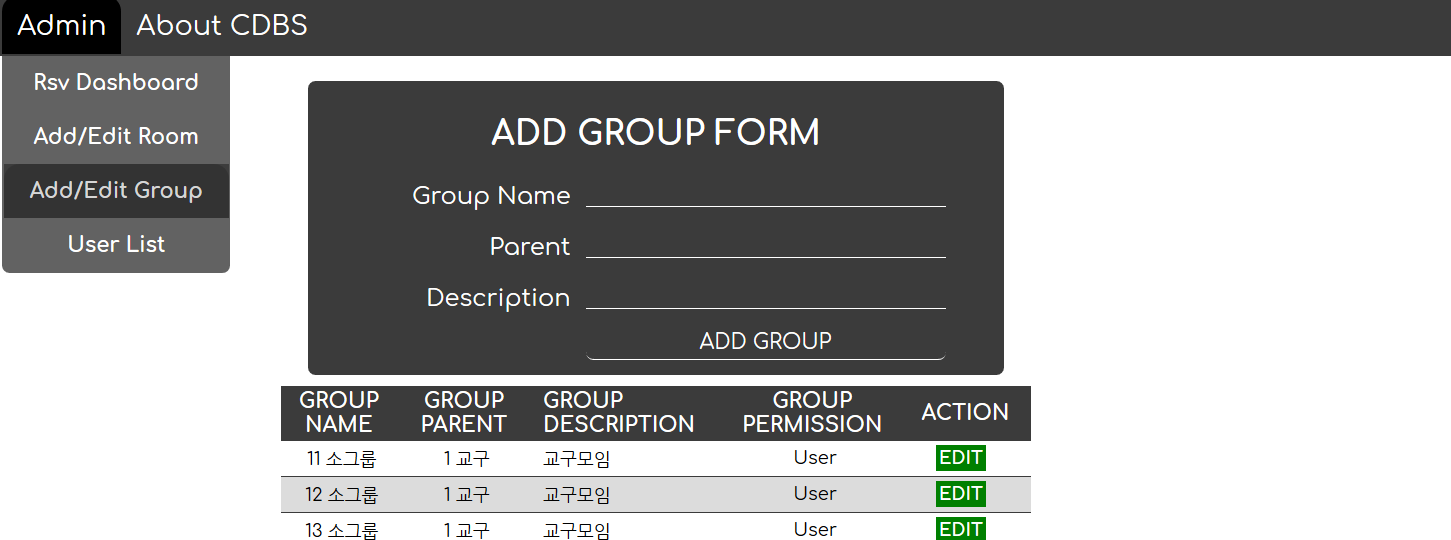 Admin About CDBS
Rsv Dashboard
Add/Edit Room
Add/Edit Group
User List
ADD GROUP FORM
Group Name
Parent
Description
ADD GROUP
GROUP NAME GROUP PARENT GROUP DESCRIPTION GROUP PERMISSION ACTION
11 소그룹 1 교구 교구모임 User EDIT
12 소그룹 1 교구 교구모임 User EDIT
13 소그룹 1 교구 교구모임 User EDIT